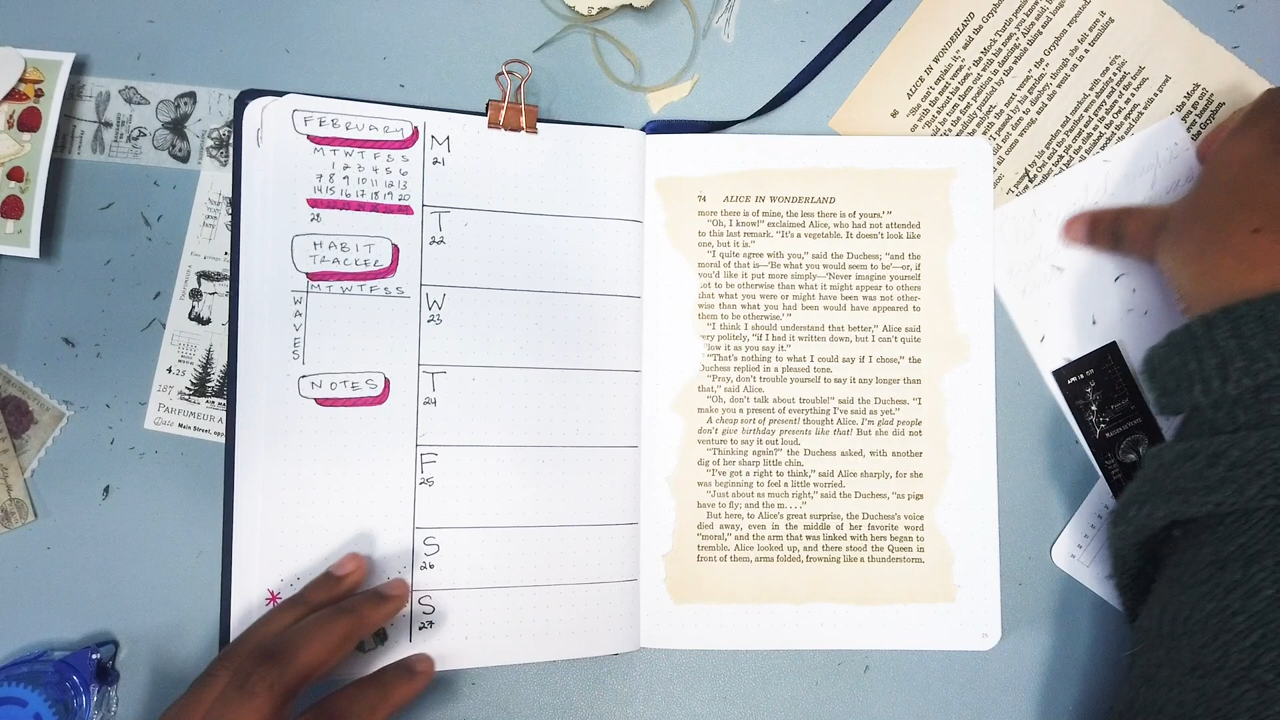 FEBRUARY
M T W T F S S
1 2 3 4 5 6
7 8 9 10 11 12 13
14 15 16 17 18 19 20
28
HABIT
TRACKER
M T W T F S S
WAVES
NOTES
M
21
T
22
W
23
T
24
F
25
S
26
S
27
74 ALICE IN WONDERLAND
more there is of mine, the less there is of yours.' "
"Oh, I know!" exclaimed Alice, who had not attended
to this last remark. "It's a vegetable. It doesn't look like
one, but it is."
"I quite agree with you," said the Duchess; "and the
moral of that is—'Be what you would seem to be'—or, if
you'd like it put more simply—'Never imagine yourself
not to be otherwise than what it might appear to others
that what you were or might have been was not other-
wise than what you had been would have appeared to
them to be otherwise.' "
"I think I should understand that better," Alice said
very politely, "if I had it written down, but I can't quite
low it as you say it."
"That's nothing to what I could say if I chose," the
Duchess replied in a pleased tone.
"Pray, don't trouble yourself to say it any longer than
that," said Alice.
"Oh, don't talk about trouble!" said the Duchess. "I
make you a present of everything I've said as yet."
A cheap sort of present! thought Alice. I'm glad people
don't give birthday presents like that! But she did not
venture to say it out loud.
"Thinking again?" the Duchess asked, with another
dig of her sharp little chin.
"I've got a right to think," said Alice sharply, for she
was beginning to feel a little worried.
"Just about as much right," said the Duchess, "as pigs
have to fly; and the m. . . ."
But here, to Alice's great surprise, the Duchess's voice
died away, even in the middle of her favorite word
"moral," and the arm that was linked with hers began to
tremble. Alice looked up, and there stood the Queen in
front of them, arms folded, frowning like a thunderstorm.
25
86 ALICE IN WONDERLAND
4.25
187
PARFUMEUR A
Date Main Street, opp
APR 18